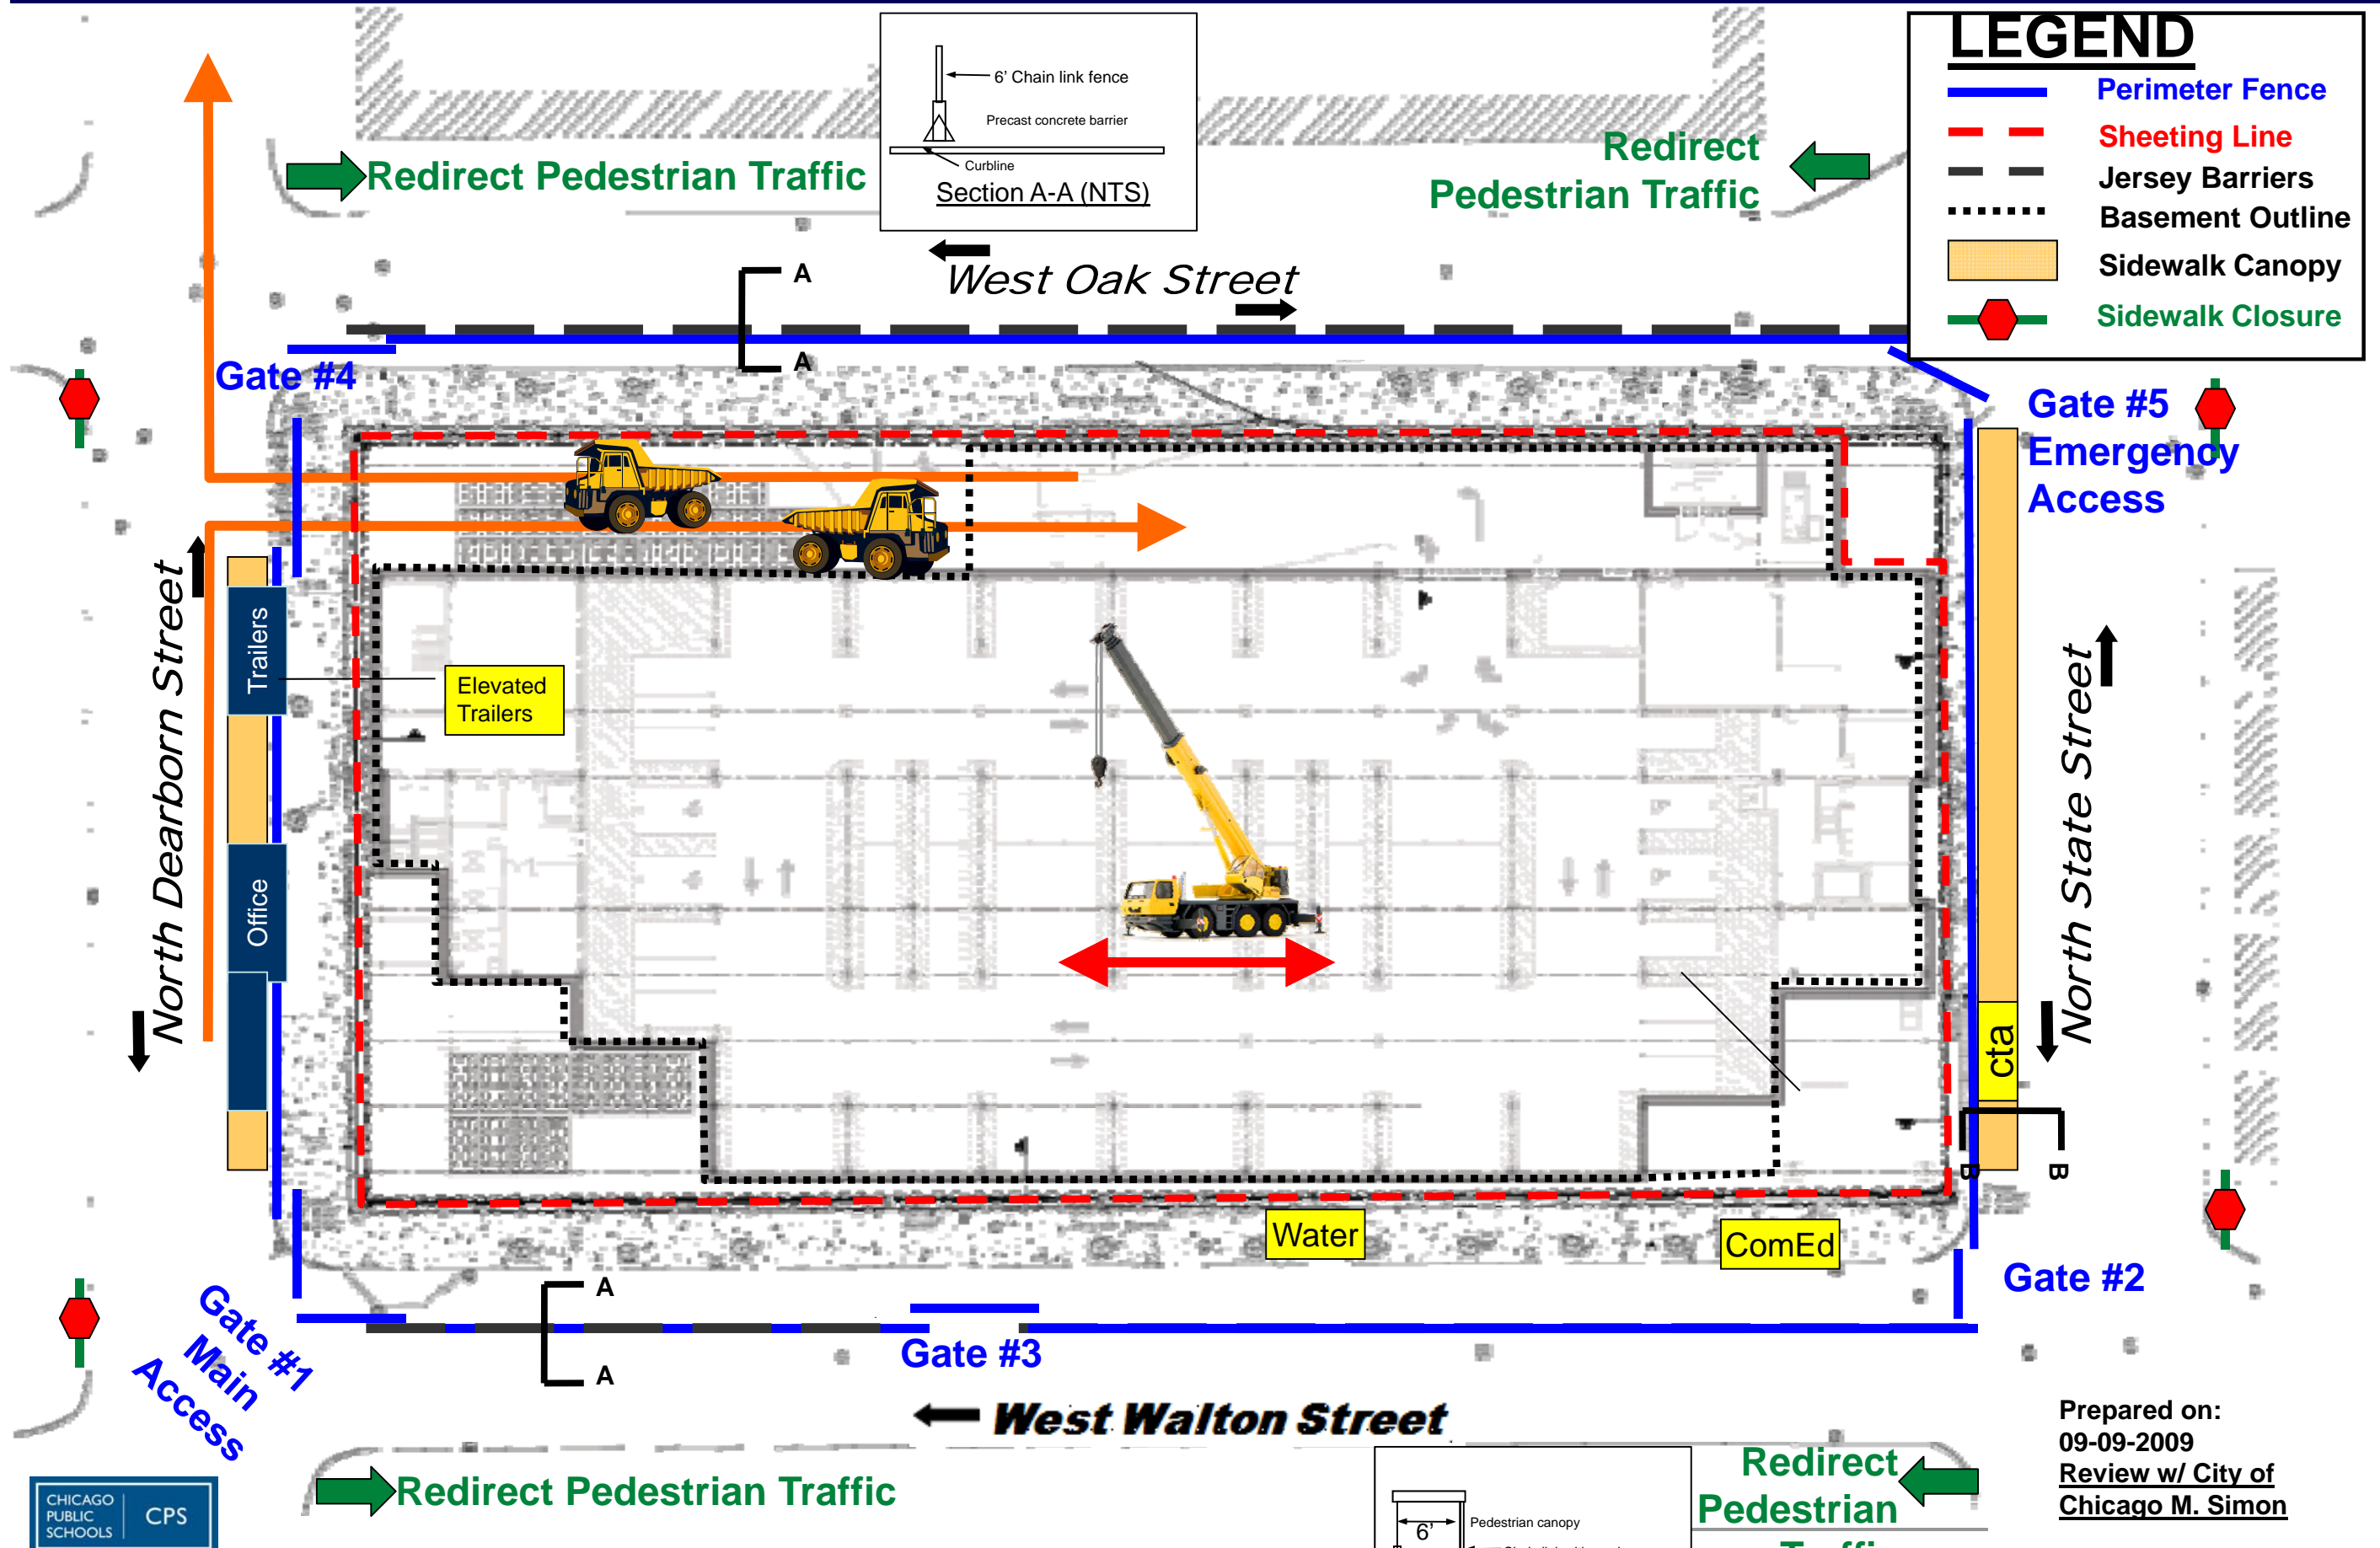 LEGEND
Perimeter Fence
Sheeting Line
Jersey Barriers
Basement Outline
Sidewalk Canopy
Sidewalk Closure
6' Chain link fence
Precast concrete barrier
Curbline
Section A-A (NTS)
Redirect Pedestrian Traffic
Redirect
Pedestrian Traffic
West Oak Street
A
A
Gate #4
Gate #5
Emergency
Access
North Dearborn Street
Trailers
Elevated
Trailers
Office
North State Street
cta
B
B
Water
ComEd
Gate #2
A
A
Gate #3
Gate #1
Main
Access
West Walton Street
Prepared on:
09-09-2009
Review w/ City of
Chicago M. Simon
Redirect Pedestrian Traffic
Redirect
Pedestrian
Traffic
6'
Pedestrian canopy
CHICAGO
PUBLIC
SCHOOLS
CPS